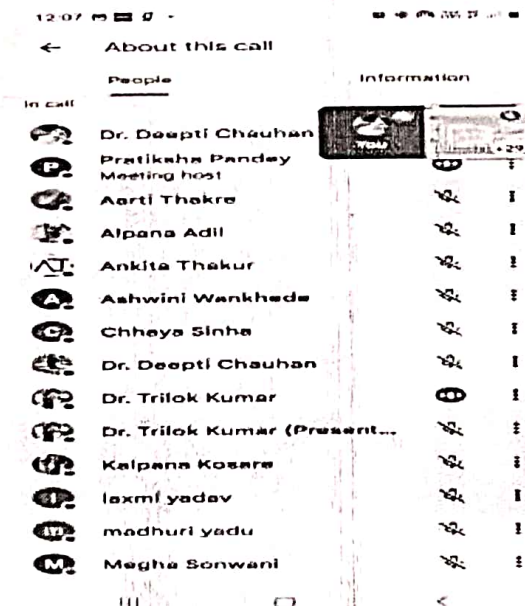 12:07
About this call
People
Information
In call
Dr. Deepti Chauhan
YOU
+29
Pratiksha Pandey
Meeting host
Aarti Thakre
Alpana Adil
Ankita Thakur
Ashwini Wankhede
Chhaya Sinha
Dr. Deepti Chauhan
Dr. Trilok Kumar
Dr. Trilok Kumar (Present...
Kalpana Kosare
laxmi yadav
madhuri yadu
Megha Sonwani